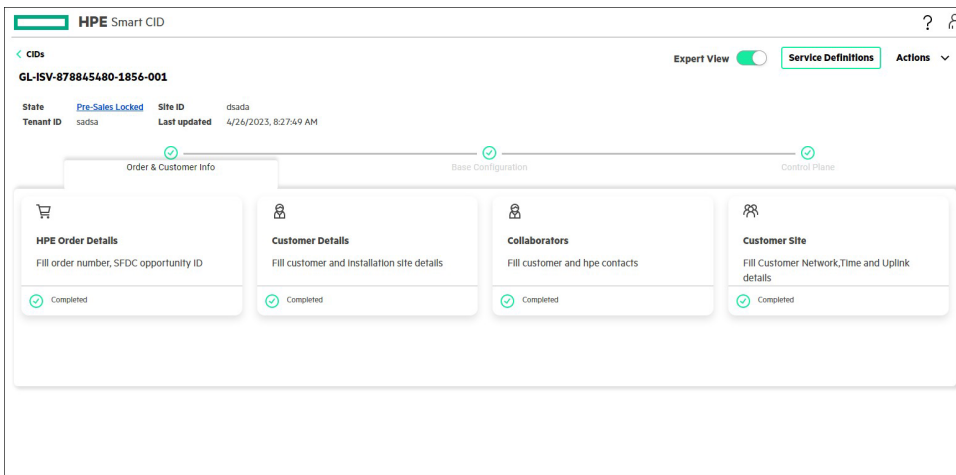 HPE Smart CID
?
< CIDs
Expert View
Service Definitions
Actions
GL-ISV-878845480-1856-001
State Pre-Sales Locked Site ID dsada
Tenant ID sadsa Last updated 4/26/2023, 8:27:49 AM
Order & Customer Info
Base Configuration
Control Plane
HPE Order Details
Fill order number, SFDC opportunity ID
Completed
Customer Details
Fill customer and installation site details
Completed
Collaborators
Fill customer and hpe contacts
Completed
Customer Site
Fill Customer Network,Time and Uplink
details
Completed